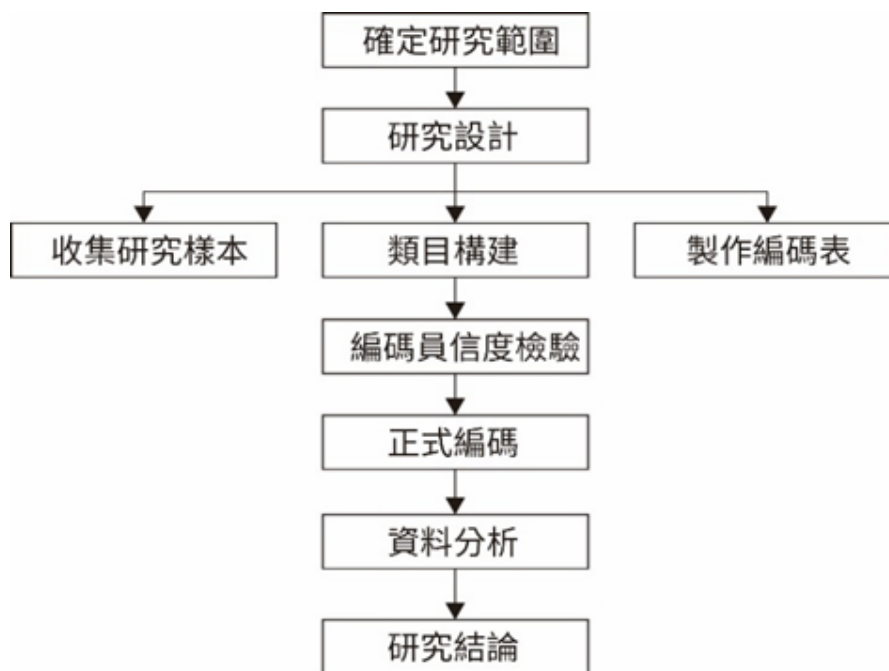 確定研究範圍
研究設計
收集研究樣本
類目構建
製作編碼表
編碼員信度檢驗
正式編碼
資料分析
研究結論